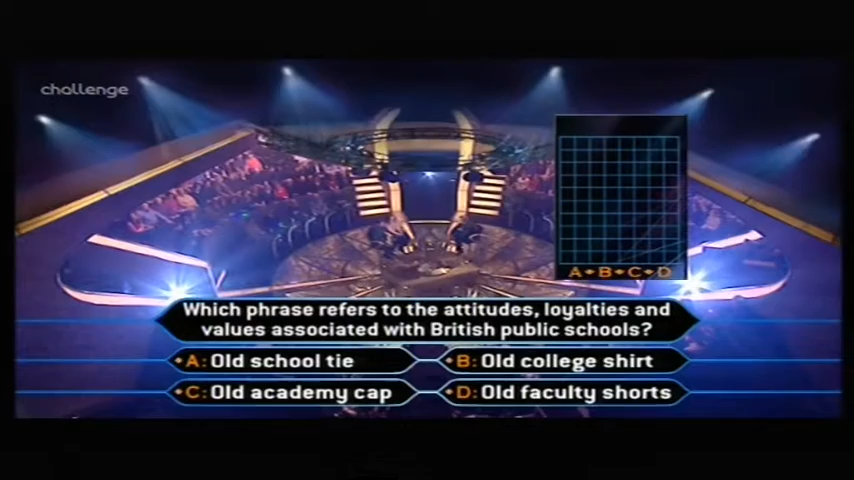 challenge
A◆B◆C◆D
Which phrase refers to the attitudes, loyalties and
values associated with British public schools?
◆A: Old school tie
◆B: Old college shirt
◆C: Old academy cap
◆D: Old faculty shorts